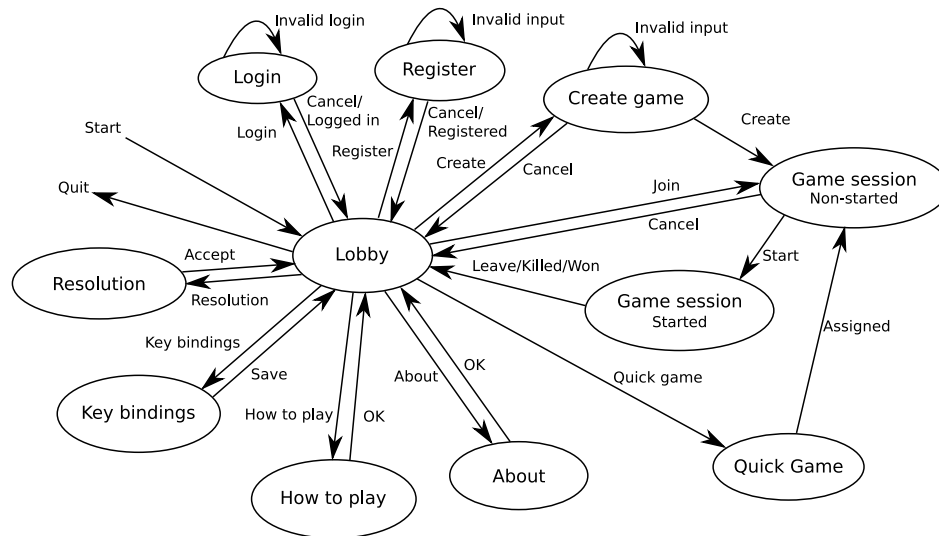 Invalid login
Invalid input
Invalid input
Login
Register
Create game
Cancel/
Logged in
Cancel/
Registered
Start
Login
Register
Create
Create
Cancel
Quit
Join
Game session
Non-started
Cancel
Lobby
Accept
Resolution
Resolution
Leave/Killed/Won
Start
Game session
Started
Assigned
Key bindings
Save
About
OK
Quick game
Key bindings
How to play
OK
How to play
About
Quick Game